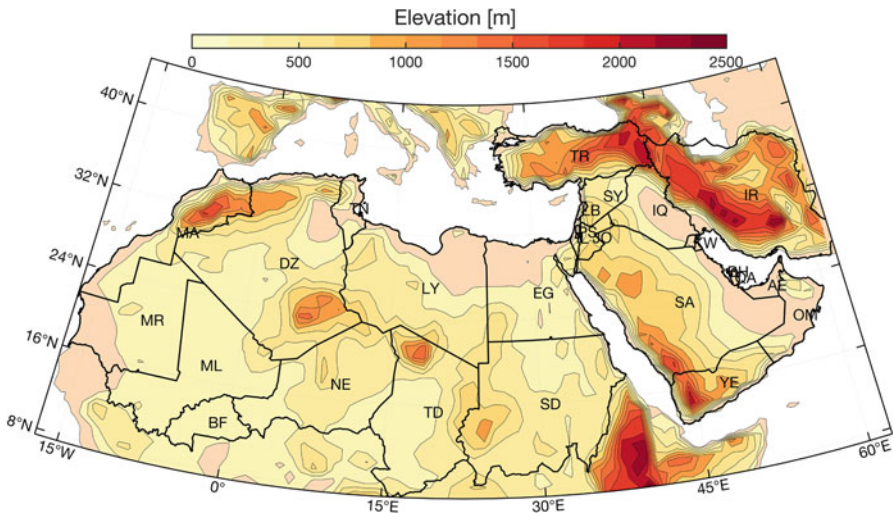 Elevation [m]
0 500 1000 1500 2000 2500
40°N
32°N
24°N
16°N
8°N
15°W
0°
15°E
30°E
45°E
60°E
TR
SY
LB
IQ
IR
JO
KW
MA
TN
DZ
LY
EG
SA
QA
AE
OM
MR
ML
NE
TD
SD
YE
BF